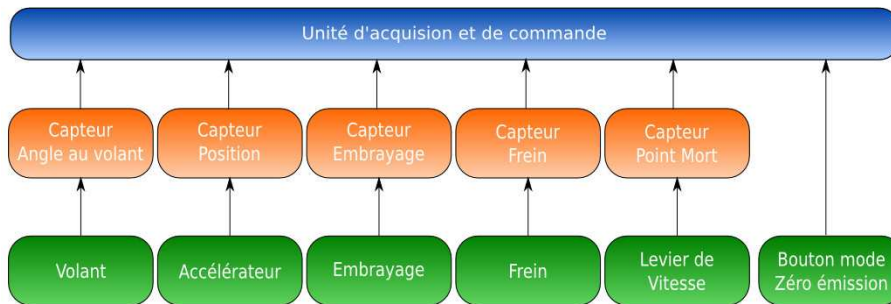 Unité d'acquision et de commande
Capteur
Angle au volant
Capteur
Position
Capteur
Embrayage
Capteur
Frein
Capteur
Point Mort
Volant
Accélérateur
Embrayage
Frein
Levier de
Vitesse
Bouton mode
Zéro émission